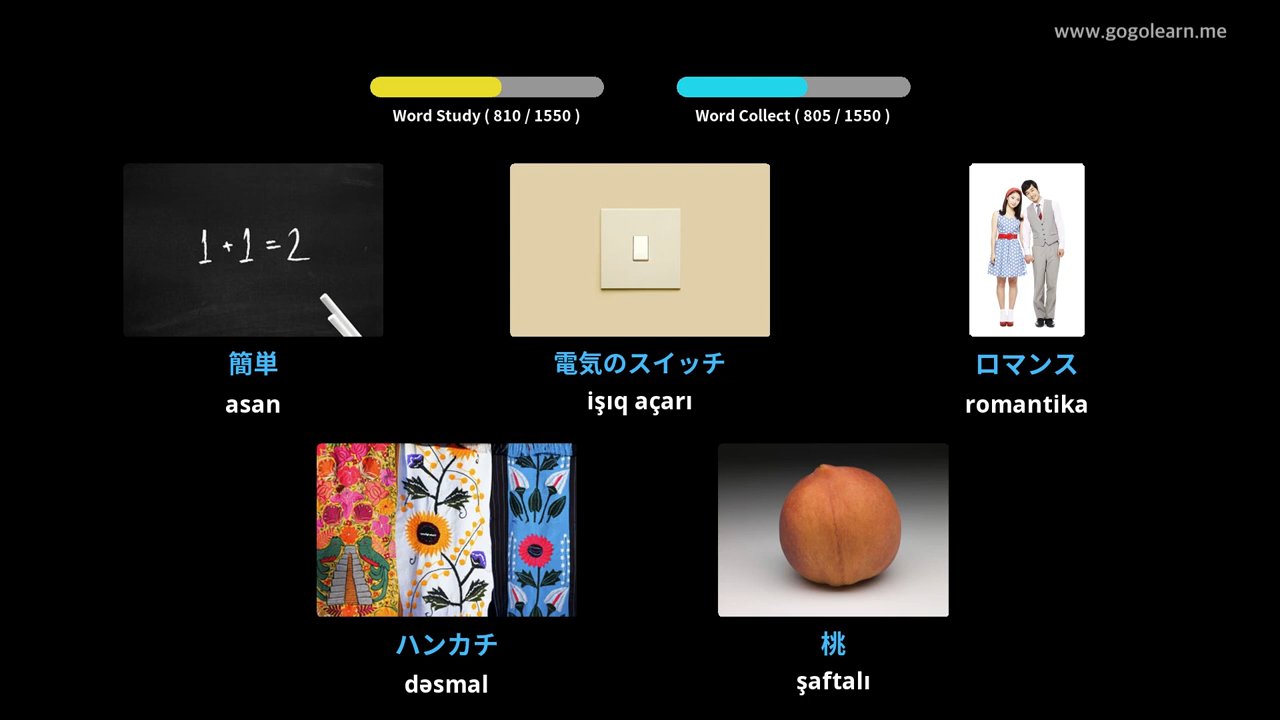 www.gogolearn.me
Word Study ( 810 / 1550 )
Word Collect ( 805 / 1550 )
1 + 1 = 2
簡単
asan
電気のスイッチ
işıq açarı
ロマンス
romantika
ハンカチ
dəsmal
桃
şaftalı